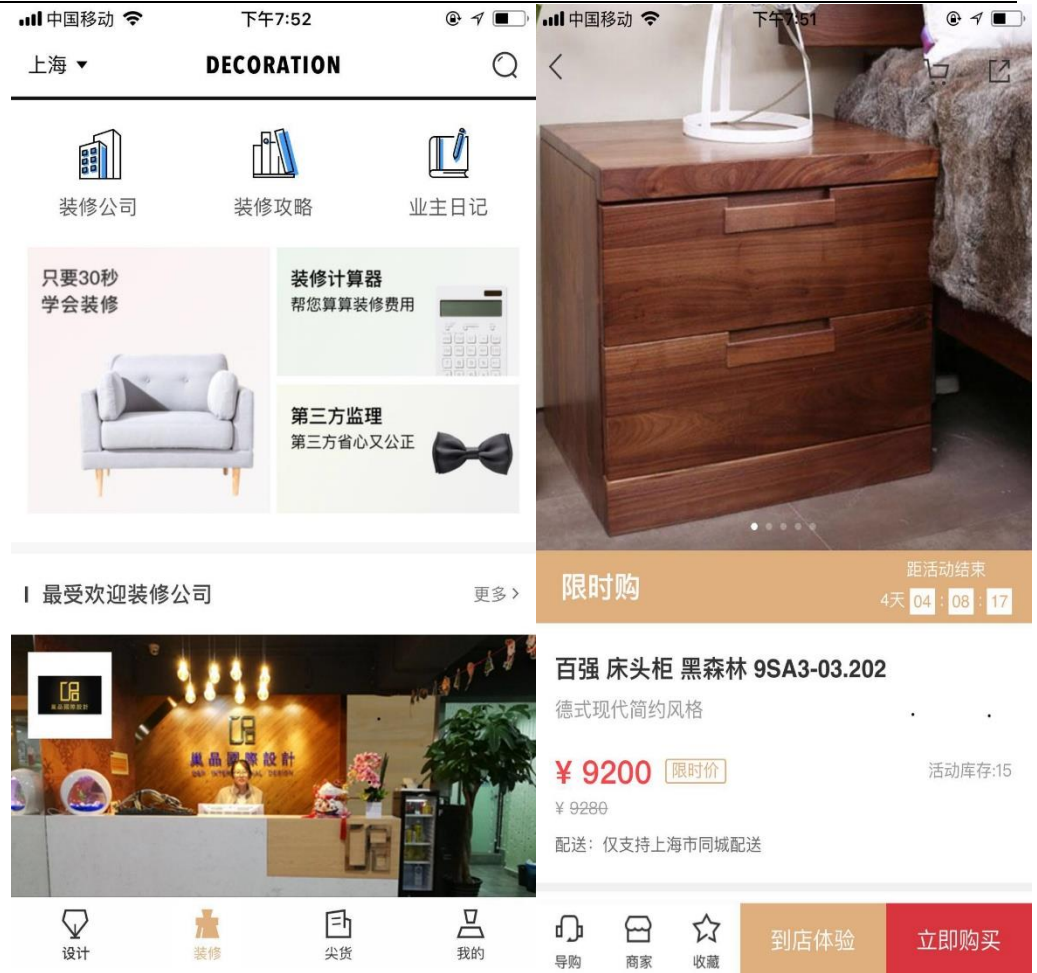 中国移动
下午7:52
上海
DECORATION
装修公司
装修攻略
业主日记
只要30秒
学会装修
装修计算器
帮您算算装修费用
第三方监理
第三方省心又公正
最受欢迎装修公司
更多
巢品國際設計
设计
装修
尖货
我的
中国移动
下午7:51
限时购
距活动结束
4天 04 : 08 : 17
百强 床头柜 黑森林 9SA3-03.202
德式现代简约风格
¥ 9200 限时价
活动库存:15
¥ 9280
配送：仅支持上海市同城配送
导购
商家
收藏
到店体验
立即购买